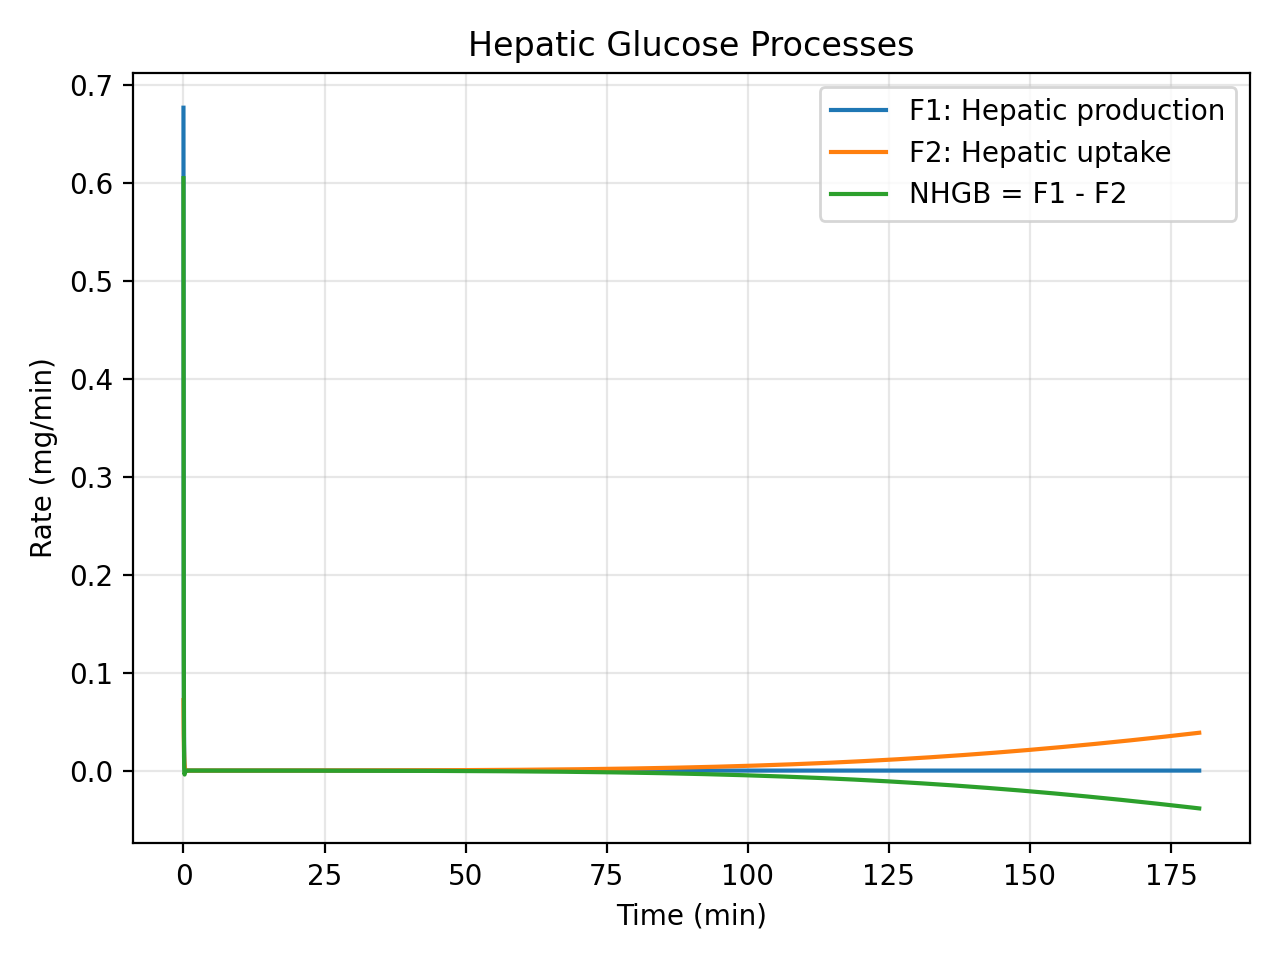 Hepatic Glucose Processes
F1: Hepatic production
F2: Hepatic uptake
NHGB = F1 - F2
Rate (mg/min)
0.7
0.6
0.5
0.4
0.3
0.2
0.1
0.0
0 25 50 75 100 125 150 175
Time (min)